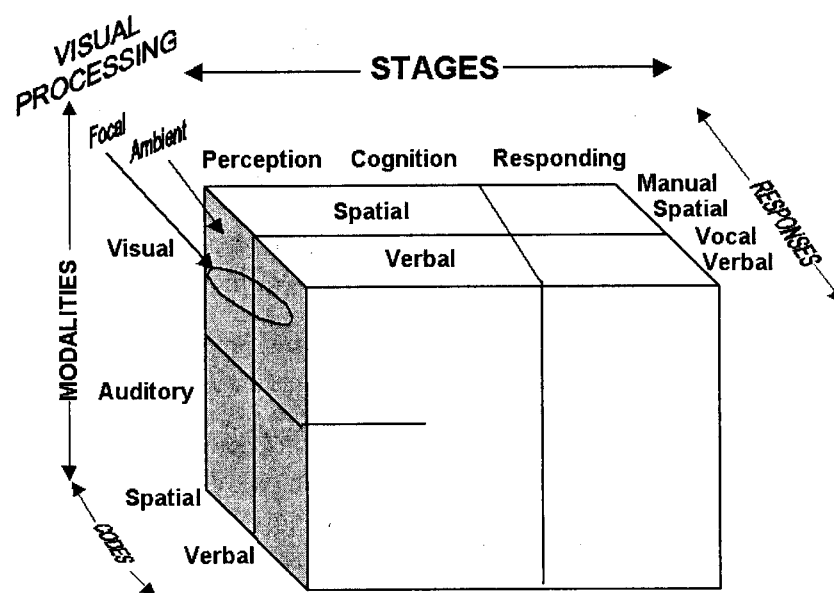 VISUAL
PROCESSING
STAGES
Focal
Ambient
Perception Cognition Responding
Manual
Spatial
Vocal
Verbal
RESPONSES
Spatial
Verbal
Visual
MODALITIES
Auditory
Spatial
Verbal
CODES